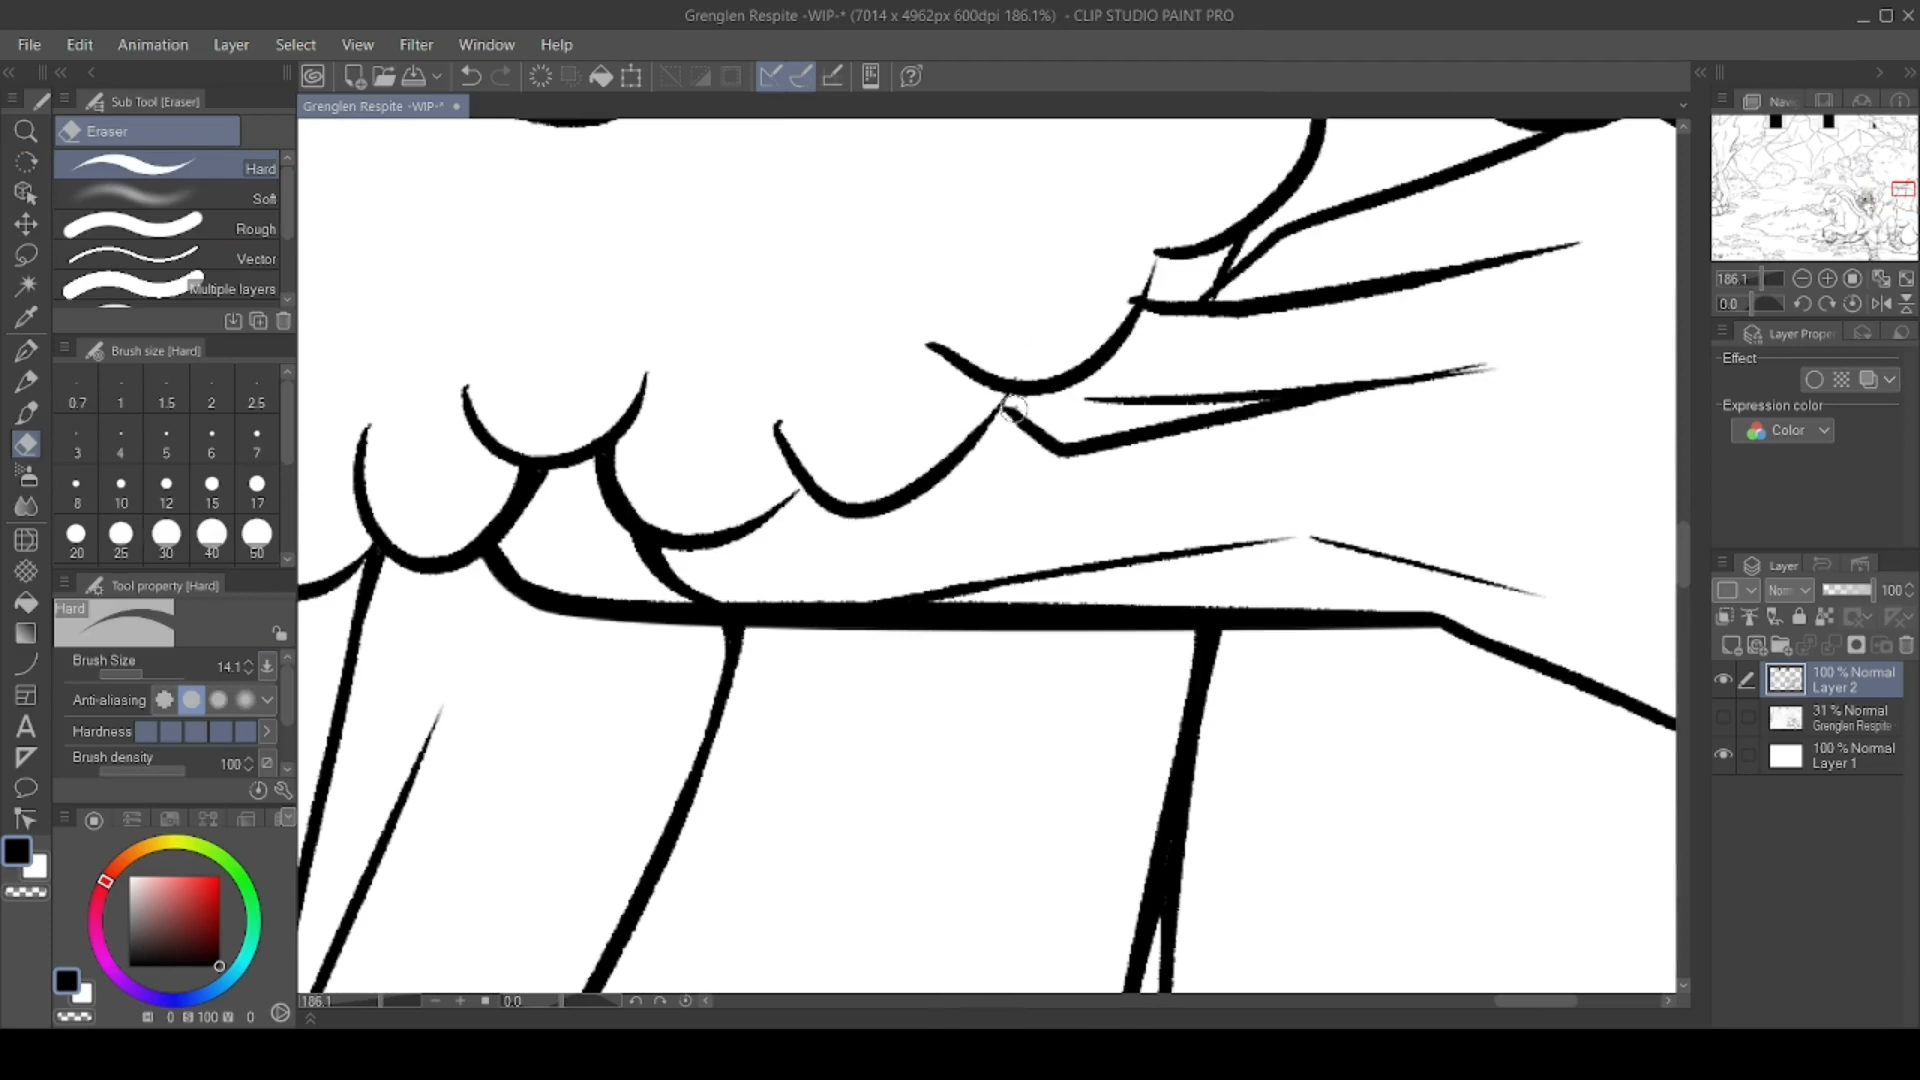 Grenglen Respite -WIP-* (7014 x 4962px 600dpi 186.1%)  - CLIP STUDIO PAINT PRO
File Edit Animation Layer Select View Filter Window Help
Sub Tool [Eraser]
Grenglen Respite -WIP-*
Eraser
Hard
Soft
Rough
Vector
Multiple layers
Brush size [Hard]
0.7 1 1.5 2 2.5
3 4 5 6 7
8 10 12 15 17
20 25 30 40 50
Tool property [Hard]
Hard
Brush Size 14.1
Anti-aliasing
Hardness
Brush density 100
0 S 100 V 0
186.1 0.0
Nav
186.1
0.0
Layer Prope
Effect
Expression color
Color
Layer
Norm 100
100 % Normal
Layer 2
31 % Normal
Grenglen Respite
100 % Normal
Layer 1